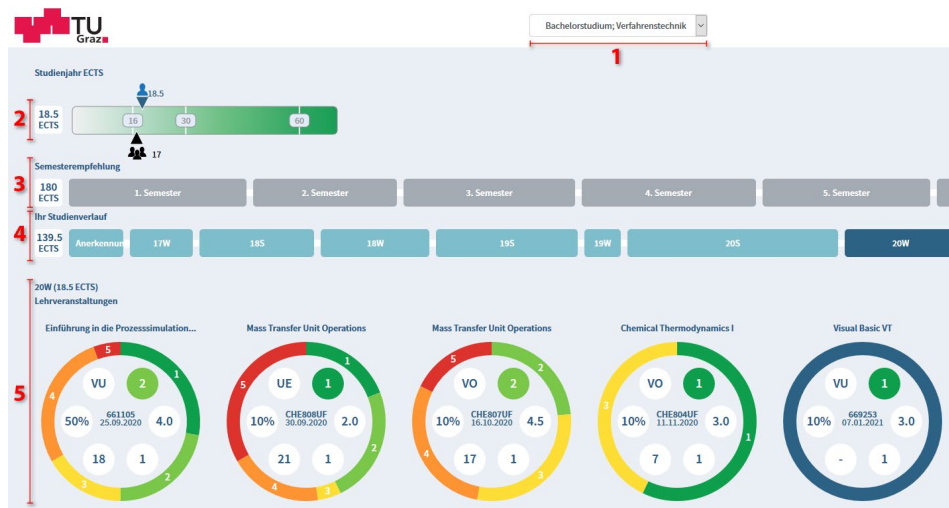 TU
Graz
Bachelorstudium; Verfahrenstechnik
1
Studienjahr ECTS
18.5
2
18.5
ECTS
16
30
60
17
Semesterempfehlung
3
180
ECTS
1. Semester
2. Semester
3. Semester
4. Semester
5. Semester
Ihr Studienverlauf
4
139.5
ECTS
Anerkennun
17W
18S
18W
19S
19W
20S
20W
20W (18.5 ECTS)
Lehrveranstaltungen
5
Einführung in die Prozesssimulation...
5
1
VU
2
4
50%
661105
25.09.2020
4.0
18
1
3
2
Mass Transfer Unit Operations
1
5
UE
1
10%
CHE808UF
30.09.2020
2.0
2
21
1
4
3
Mass Transfer Unit Operations
5
2
VO
2
10%
CHE807UF
16.10.2020
4.5
4
17
1
3
Chemical Thermodynamics I
VO
1
3
10%
CHE804UF
11.11.2020
3.0
1
7
1
Visual Basic VT
VU
1
10%
669253
07.01.2021
3.0
-
1